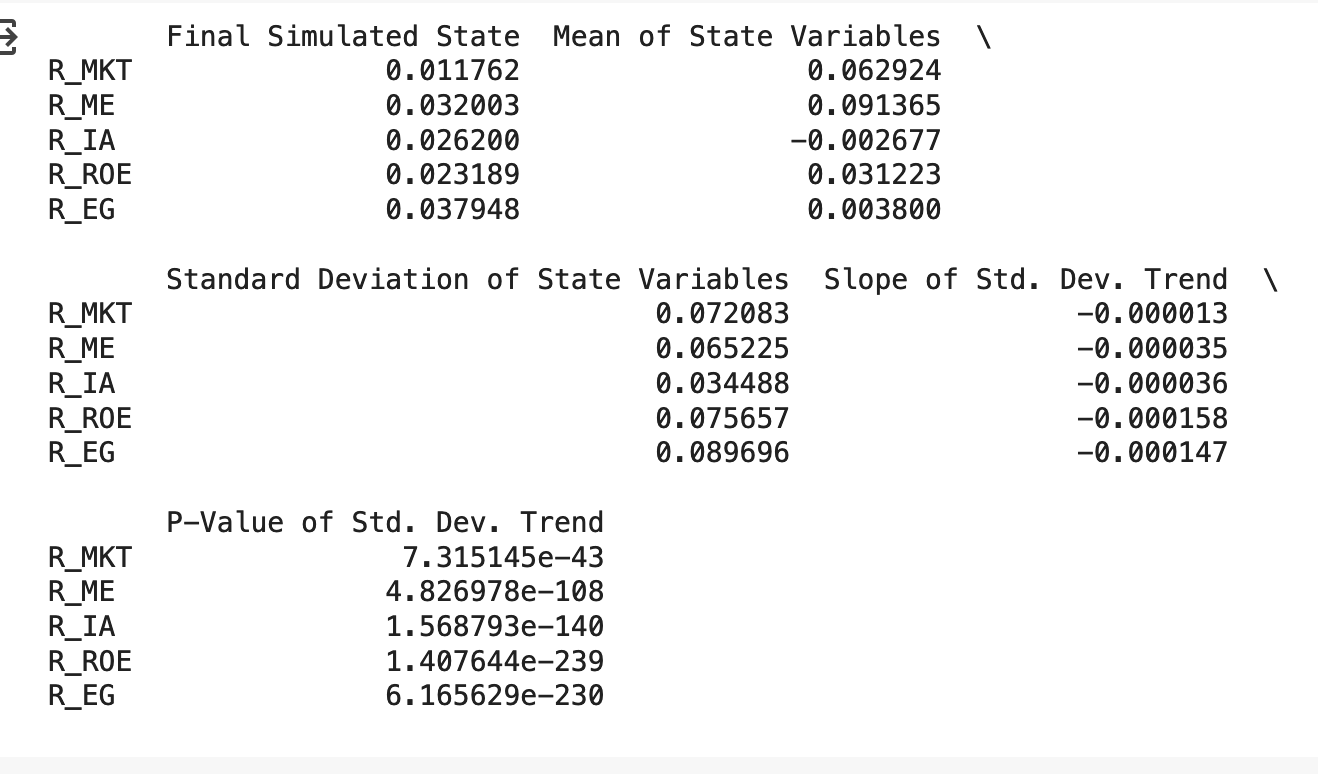 Final Simulated State  Mean of State Variables  \
R_MKT 0.011762 0.062924
R_ME 0.032003 0.091365
R_IA 0.026200 -0.002677
R_ROE 0.023189 0.031223
R_EG 0.037948 0.003800
Standard Deviation of State Variables  Slope of Std. Dev. Trend  \
R_MKT 0.072083 -0.000013
R_ME 0.065225 -0.000035
R_IA 0.034488 -0.000036
R_ROE 0.075657 -0.000158
R_EG 0.089696 -0.000147
P-Value of Std. Dev. Trend
R_MKT 7.315145e-43
R_ME 4.826978e-108
R_IA 1.568793e-140
R_ROE 1.407644e-239
R_EG 6.165629e-230